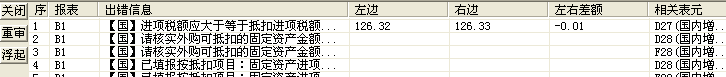 关闭 序 报表 出错信息 左边 右边 左右差额 相关表元
重审 1 B1 【国】进项税额应大于等于抵扣进项税额... 126.32 126.33 -0.01 D27(国内增...
2 B1 【国】请核实外购可抵扣的固定资产金额... D28(国内增...
浮起 3 B1 【国】请核实外购可抵扣的固定资产金额... F28(国内增...
4 B1 【国】已填报按抵扣项目：固定资产进项... D28(国内增...
5 B1 【国】已填报按抵扣项目：固定资产进项...